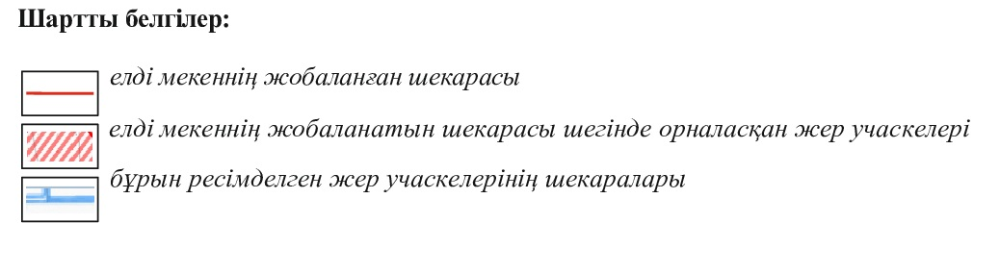 Шартты белгілер:
елді мекеннің жобаланған шекарасы
елді мекеннің жобаланатын шекарасы шегінде орналасқан жер учаскелері
бұрын ресімделген жер учаскелерінің шекаралары